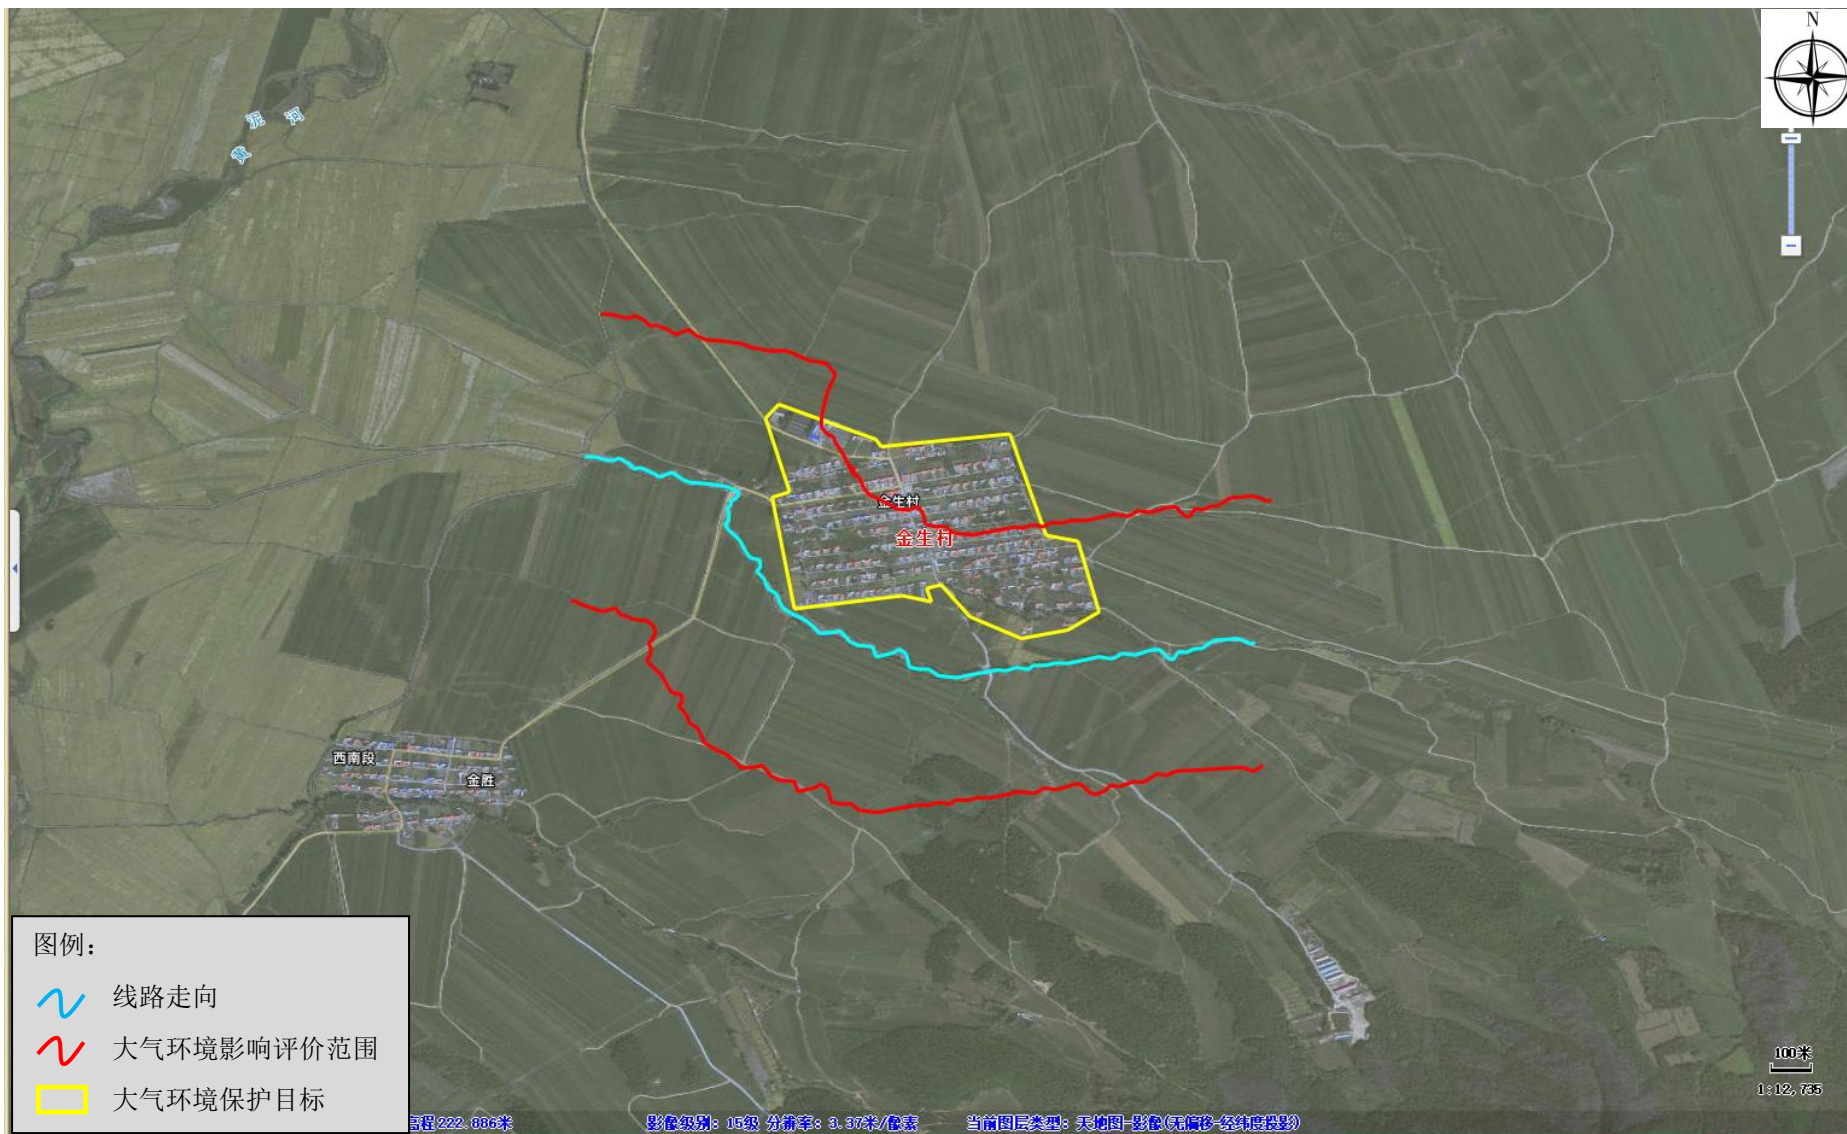 N
黄泥河
金生村
金生村
西南段
金胜
图例：
线路走向
大气环境影响评价范围
大气环境保护目标
100米
1:12,735
高程222.886米 影像级别：15级 分辨率：3.37米/像素 当前图层类型：天地图-影像(无偏移-经纬度投影)